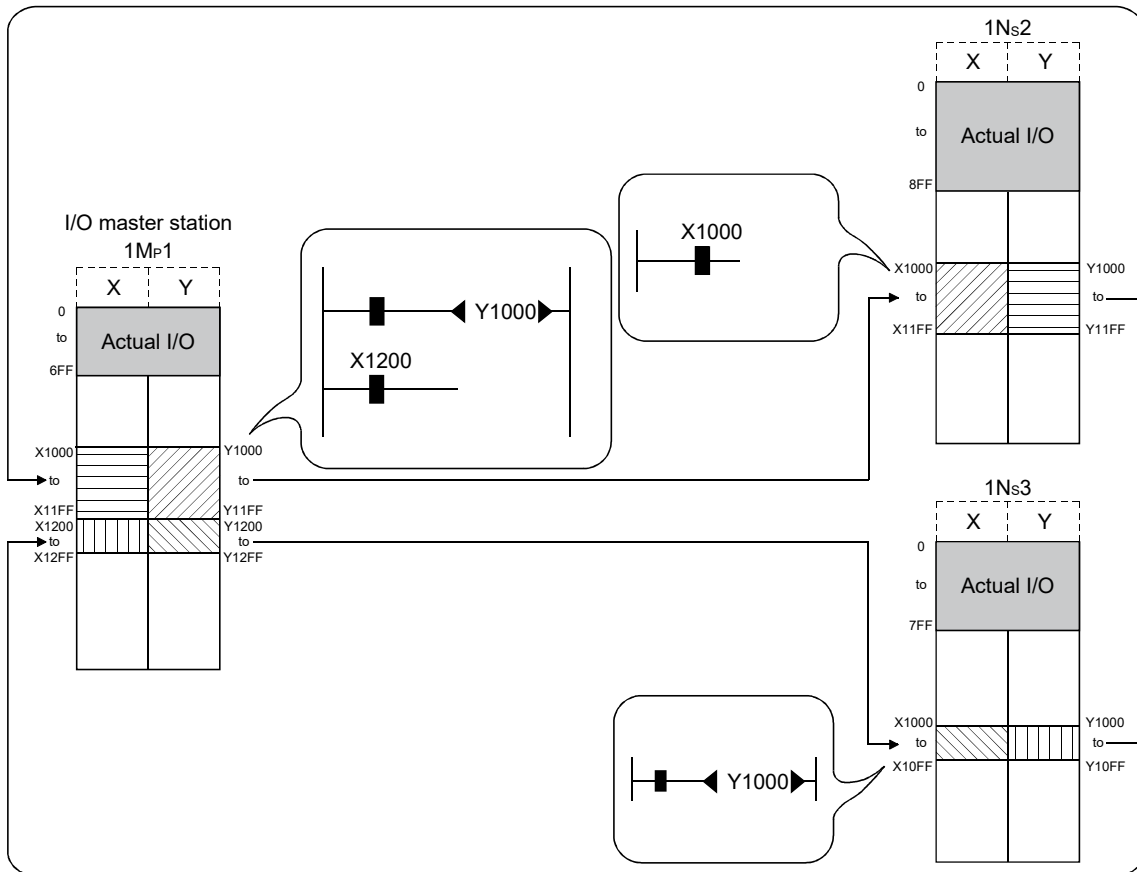 I/O master station
1MP1
X Y
0
to
6FF
Actual I/O
X1000
to
X11FF
X1200
to
X12FF
Y1000
to
Y11FF
Y1200
to
Y12FF
Y1000
X1200
X1000
1NS2
X Y
0
to
8FF
Actual I/O
X1000
to
X11FF
Y1000
to
Y11FF
1NS3
X Y
0
to
7FF
Actual I/O
X1000
to
X10FF
Y1000
to
Y10FF
Y1000